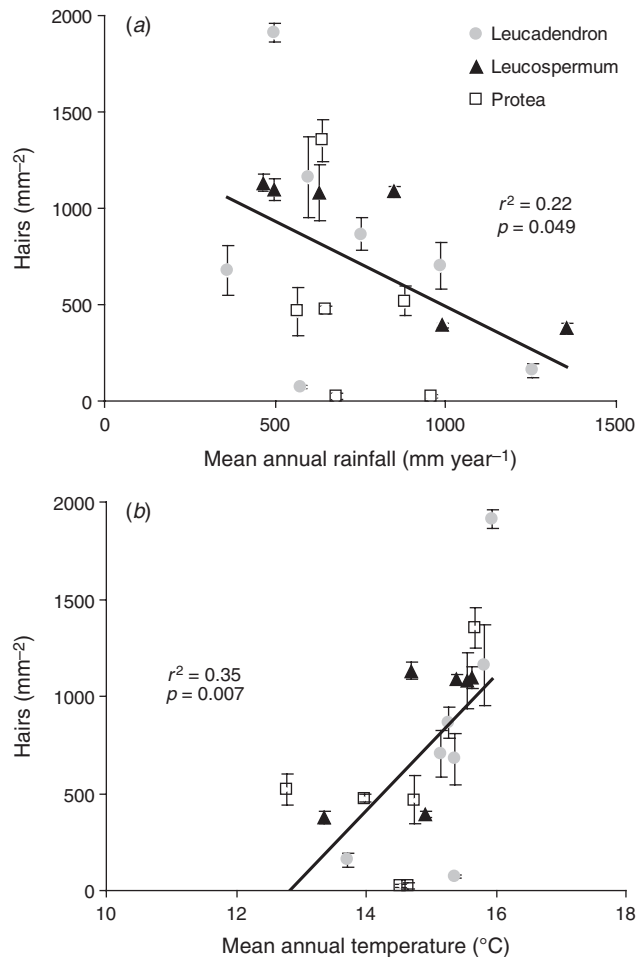 (a)
Leucadendron
Leucospermum
Protea
2000
1500
1000
500
0
Hairs (mm⁻²)
r² = 0.22
p = 0.049
0 500 1000 1500
Mean annual rainfall (mm year⁻¹)
(b)
2000
1500
1000
500
0
Hairs (mm⁻²)
r² = 0.35
p = 0.007
10 12 14 16 18
Mean annual temperature (°C)